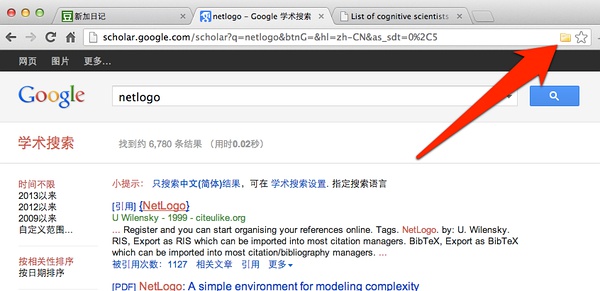 新加日记
netlogo - Google 学术搜索
List of cognitive scientists
scholar.google.com/scholar?q=netlogo&btnG=&hl=zh-CN&as_sdt=0%2C5
网页 图片 更多...
Google
netlogo
学术搜索
找到约 6,780 条结果 （用时0.02秒）
时间不限
2013以来
2012以来
2009以来
自定义范围...
按相关性排序
按日期排序
小提示： 只搜索中文(简体)结果，可在 学术搜索设置. 指定搜索语言
[引用] {NetLogo}
U Wilensky - 1999 - citeulike.org
... Register and you can start organising your references online. Tags. NetLogo. by: U. Wilensky.
RIS, Export as RIS which can be imported into most citation managers. BibTeX, Export as BibTeX
which can be imported into most citation/bibliography managers. ...
被引用次数：1127 相关文章 引用 更多
[PDF] NetLogo: A simple environment for modeling complexity